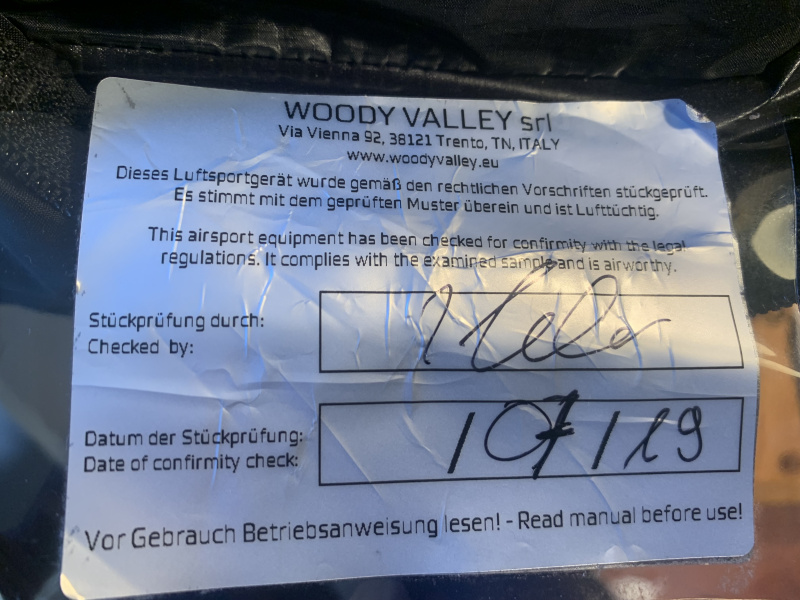 WOODY VALLEY srl
Via Vienna 92, 38121 Trento, TN, ITALY
www.woodyvalley.eu
Dieses Luftsportgerät wurde gemäß den rechtlichen Vorschriften stückgeprüft.
Es stimmt mit dem geprüften Muster überein und ist Lufttüchtig.
This airsport equipment has been checked for confirmity with the legal
regulations. It complies with the examined sample and is airworthy.
Stückprüfung durch:
Checked by:
Datum der Stückprüfung:
Date of confirmity check:
/07/19
Vor Gebrauch Betriebsanweisung lesen! - Read manual before use!